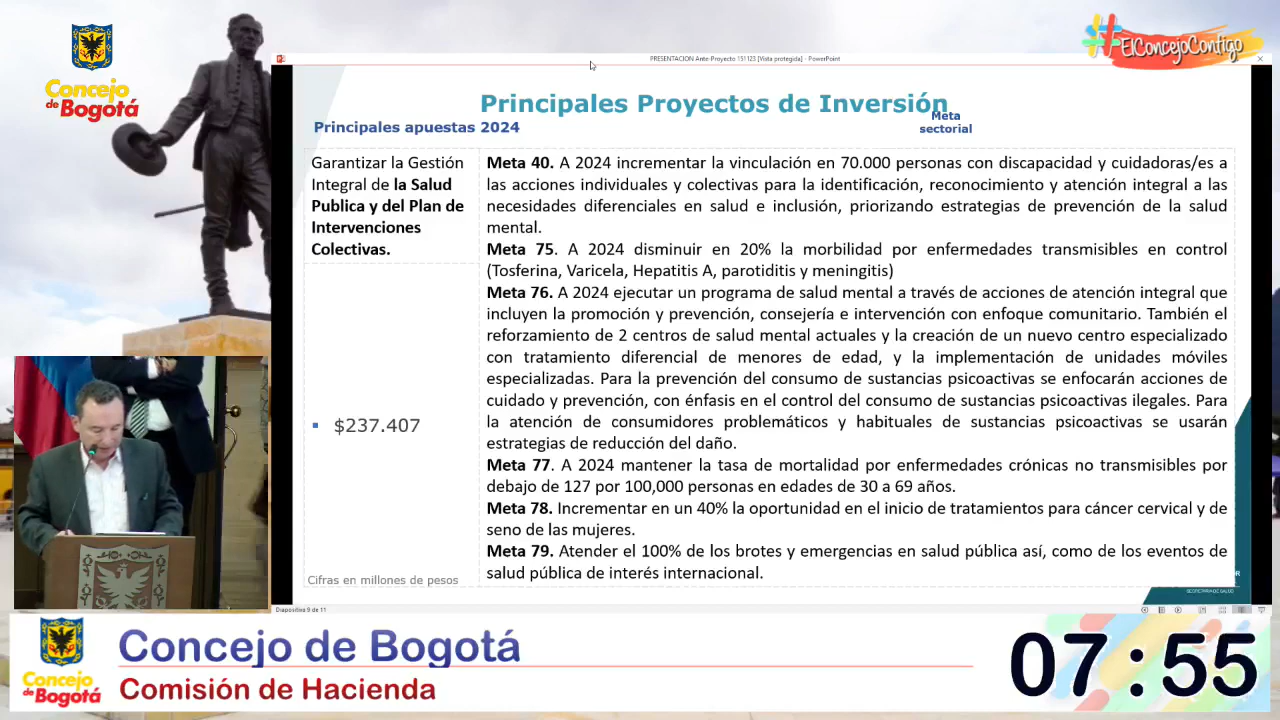 Concejo
de Bogotá
#ElConcejoContigo
PRESENTACION Ante-Proyecto 151123 [Vista protegida] - PowerPoint
Principales Proyectos de Inversión
Principales apuestas 2024
Meta
sectorial
Garantizar la Gestión
Integral de la Salud
Publica y del Plan de
Intervenciones
Colectivas.
$237.407
Cifras en millones de pesos
Meta 40. A 2024 incrementar la vinculación en 70.000 personas con discapacidad y cuidadoras/es a
las acciones individuales y colectivas para la identificación, reconocimiento y atención integral a las
necesidades diferenciales en salud e inclusión, priorizando estrategias de prevención de la salud
mental.
Meta 75. A 2024 disminuir en 20% la morbilidad por enfermedades transmisibles en control
(Tosferina, Varicela, Hepatitis A, parotiditis y meningitis)
Meta 76. A 2024 ejecutar un programa de salud mental a través de acciones de atención integral que
incluyen la promoción y prevención, consejería e intervención con enfoque comunitario. También el
reforzamiento de 2 centros de salud mental actuales y la creación de un nuevo centro especializado
con tratamiento diferencial de menores de edad, y la implementación de unidades móviles
especializadas. Para la prevención del consumo de sustancias psicoactivas se enfocarán acciones de
cuidado y prevención, con énfasis en el control del consumo de sustancias psicoactivas ilegales. Para
la atención de consumidores problemáticos y habituales de sustancias psicoactivas se usarán
estrategias de reducción del daño.
Meta 77. A 2024 mantener la tasa de mortalidad por enfermedades crónicas no transmisibles por
debajo de 127 por 100,000 personas en edades de 30 a 69 años.
Meta 78. Incrementar en un 40% la oportunidad en el inicio de tratamientos para cáncer cervical y de
seno de las mujeres.
Meta 79. Atender el 100% de los brotes y emergencias en salud pública así, como de los eventos de
salud pública de interés internacional.
OR
SECRETARÍA DE SALUD
Diapositiva 9 de 11
Concejo
de Bogotá
Concejo de Bogotá
Comisión de Hacienda
07:55